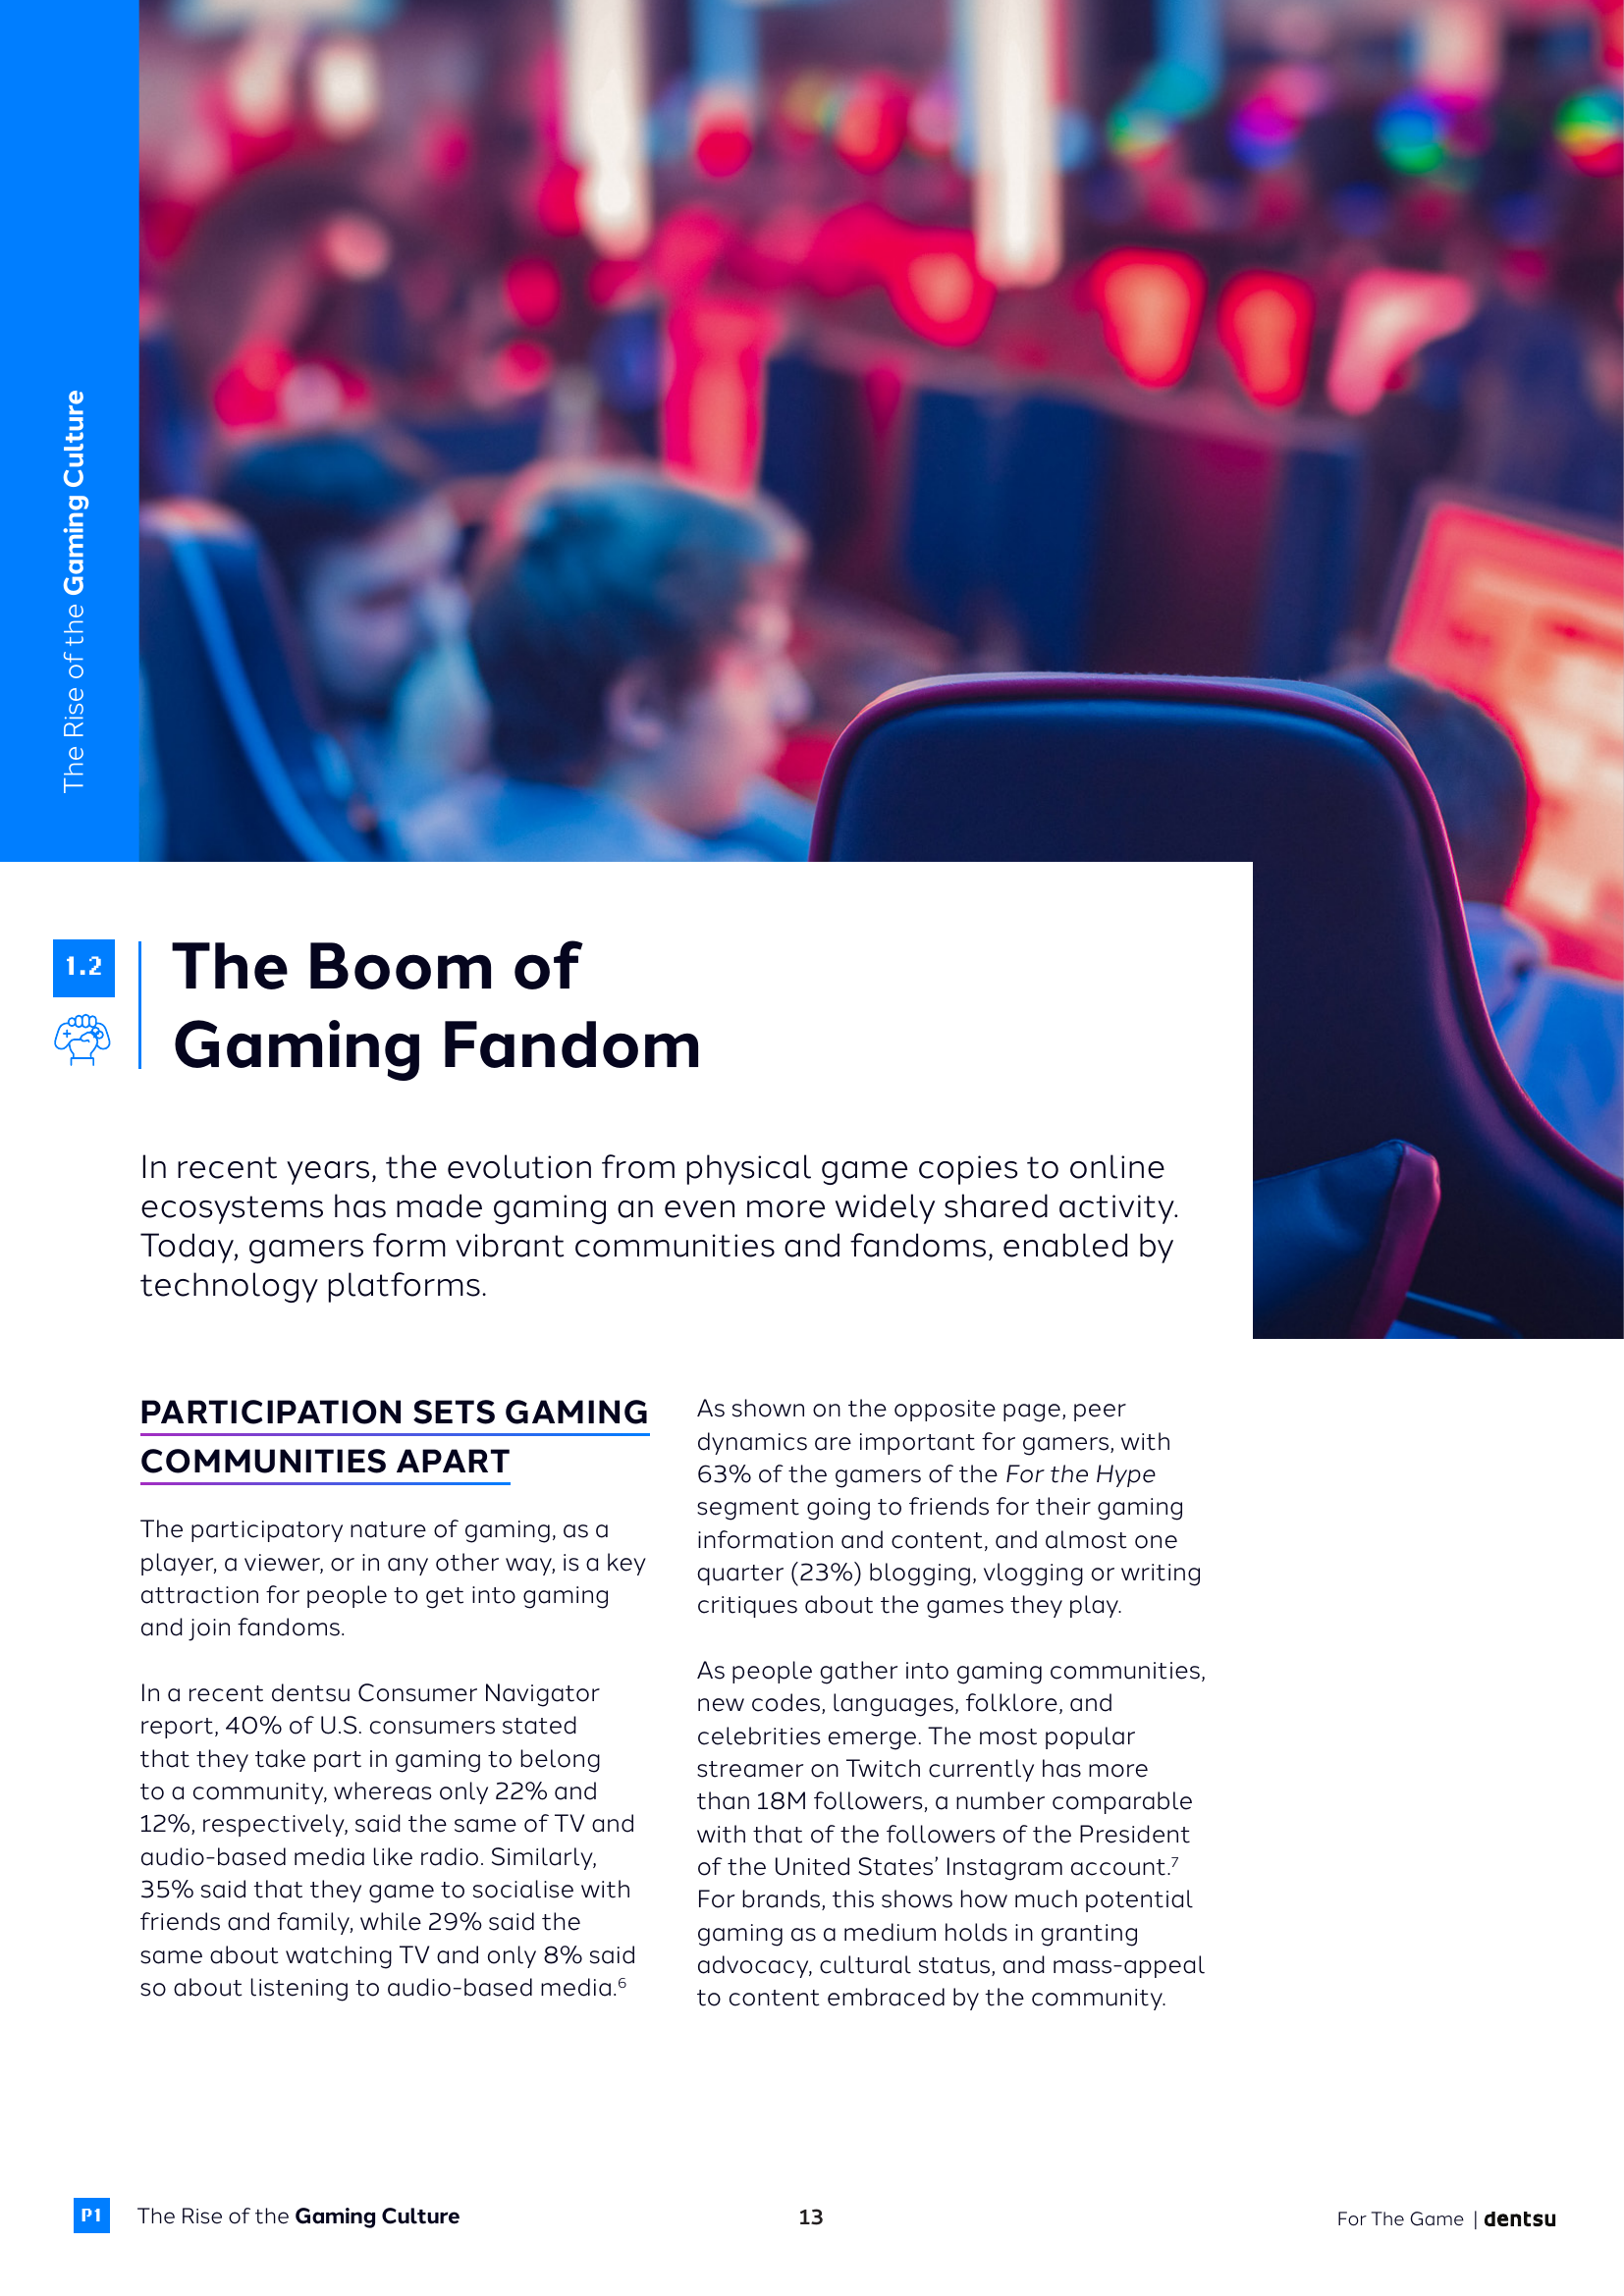 The Rise of the Gaming Culture
1.2
The Boom of
Gaming Fandom
In recent years, the evolution from physical game copies to online
ecosystems has made gaming an even more widely shared activity.
Today, gamers form vibrant communities and fandoms, enabled by
technology platforms.
PARTICIPATION SETS GAMING
COMMUNITIES APART
The participatory nature of gaming, as a
player, a viewer, or in any other way, is a key
attraction for people to get into gaming
and join fandoms.
In a recent dentsu Consumer Navigator
report, 40% of U.S. consumers stated
that they take part in gaming to belong
to a community, whereas only 22% and
12%, respectively, said the same of TV and
audio-based media like radio. Similarly,
35% said that they game to socialise with
friends and family, while 29% said the
same about watching TV and only 8% said
so about listening to audio-based media.⁶
As shown on the opposite page, peer
dynamics are important for gamers, with
63% of the gamers of the For the Hype
segment going to friends for their gaming
information and content, and almost one
quarter (23%) blogging, vlogging or writing
critiques about the games they play.
As people gather into gaming communities,
new codes, languages, folklore, and
celebrities emerge. The most popular
streamer on Twitch currently has more
than 18M followers, a number comparable
with that of the followers of the President
of the United States’ Instagram account.⁷
For brands, this shows how much potential
gaming as a medium holds in granting
advocacy, cultural status, and mass-appeal
to content embraced by the community.
P1 The Rise of the Gaming Culture
13
For The Game | dentsu